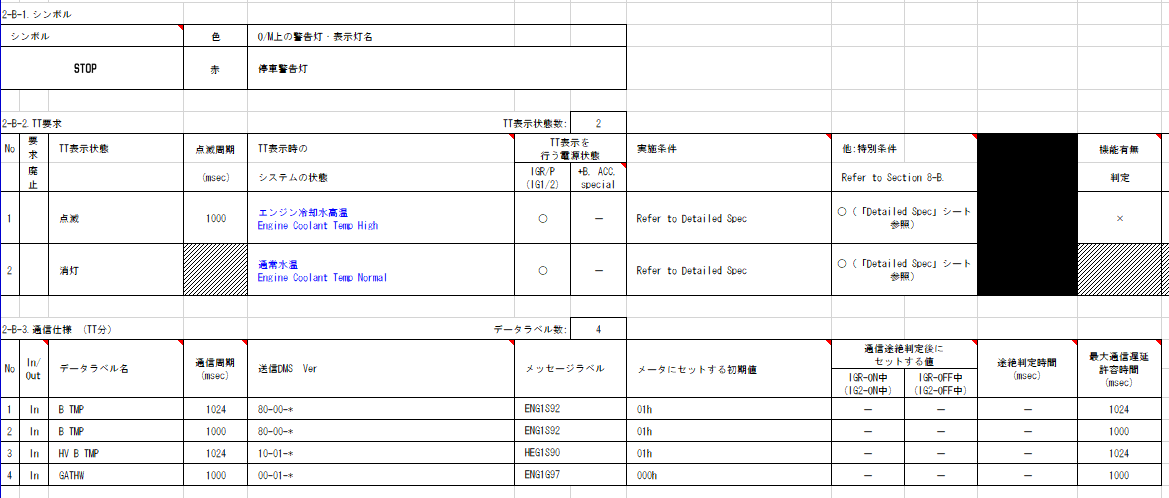 2-B-1.シンボル
シンボル 色 O/M上の警告灯・表示灯名
STOP 赤 停車警告灯
2-B-2.TT要求 TT表示状態数: 2
No 要求廃止 TT表示状態 点滅周期 (msec) TT表示時の システムの状態 TT表示を 行う電源状態 実施条件 他:特別条件 機能有無
IGR/P (IG1/2) +B, ACC, special Refer to Section 8-B. 判定
1 点滅 1000 エンジン冷却水高温 ○ － Refer to Detailed Spec ○（「Detailed Spec」シート参照） ×
Engine Coolant Temp High
2 消灯 通常水温 ○ － Refer to Detailed Spec ○（「Detailed Spec」シート参照）
Engine Coolant Temp Normal
2-B-3.通信仕様 （TT分） データラベル数: 4
No In/Out データラベル名 通信周期 (msec) 送信DMS Ver メッセージラベル メータにセットする初期値 通信途絶判定後に セットする値 途絶判定時間 (msec) 最大通信遅延 許容時間 (msec)
IGR-ON中 (IG2-ON中) IGR-OFF中 (IG2-OFF中)
1 In B TMP 1024 80-00-* ENG1S92 01h － － － 1024
2 In B TMP 1000 80-00-* ENG1S92 01h － － － 1000
3 In HV B TMP 1024 10-01-* HEG1S90 01h － － － 1024
4 In GATHW 1000 00-01-* ENG1G97 000h － － － 1000